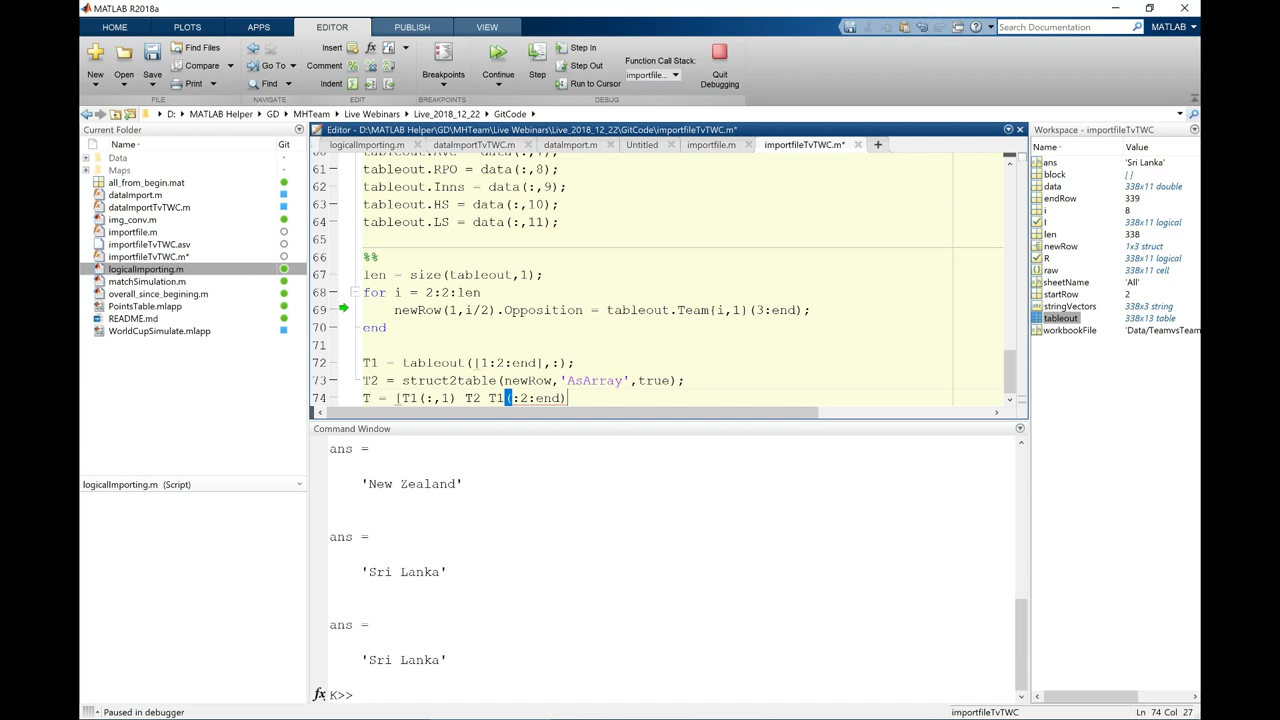 MATLAB R2018a
HOME PLOTS APPS EDITOR PUBLISH VIEW
Search Documentation MATLAB
New Open Save
Find Files
Compare
Print
Go To
Find
Insert
Comment
Indent
Breakpoints
Continue
Step
Step In
Step Out
Run to Cursor
Function Call Stack:
importfile...
Quit Debugging
FILE NAVIGATE EDIT BREAKPOINTS DEBUG
D: MATLAB Helper GD MHTeam Live Webinars Live_2018_12_22 GitCode
Current Folder
Name Git
Data
Maps
all_from_begin.mat
dataImport.m
dataImportTvTWC.m
img_conv.m
importfile.m
importfileTvTWC.asv
importfileTvTWC.m*
logicalImporting.m
matchSimulation.m
overall_since_begining.m
PointsTable.mlapp
README.md
WorldCupSimulate.mlapp
logicalImporting.m (Script)
Editor - D:\MATLAB Helper\GD\MHTeam\Live Webinars\Live_2018_12_22\GitCode\importfileTvTWC.m*
logicalImporting.m dataImportTvTWC.m dataImport.m Untitled importfile.m importfileTvTWC.m*
61 tableout.RPO = data(:,8);
62 tableout.Inns = data(:,9);
63 tableout.HS = data(:,10);
64 tableout.LS = data(:,11);
65
66 %%
67 len = size(tableout,1);
68 for i = 2:2:len
69 newRow(1,i/2).Opposition = tableout.Team{i,1}(3:end);
70 end
71
72 T1 = tableout([1:2:end],:);
73 T2 = struct2table(newRow,'AsArray',true);
74 T = [T1(:,1) T2 T1(:2:end)
Command Window
ans =
'New Zealand'
ans =
'Sri Lanka'
ans =
'Sri Lanka'
fx K>>
Workspace - importfileTvTWC
Name Value
ans 'Sri Lanka'
block []
data 338x11 double
endRow 339
i 8
I 338x11 logical
len 338
newRow 1x3 struct
R 338x11 logical
raw 338x11 cell
sheetName 'All'
startRow 2
stringVectors 338x3 string
tableout 338x13 table
workbookFile 'Data/TeamvsTeam
Paused in debugger
importfileTvTWC
Ln 74 Col 27